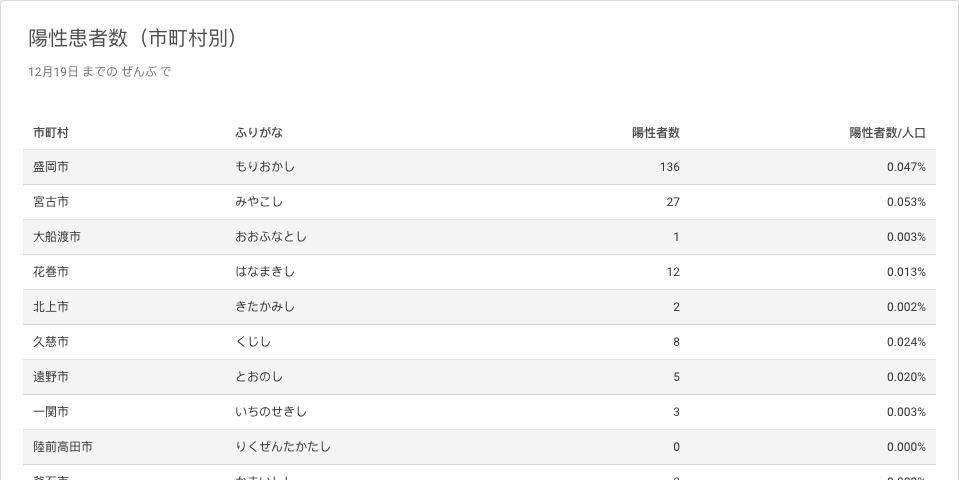 陽性患者数（市町村別）
12月19日 までの ぜんぶ で
市町村 ふりがな 陽性者数 陽性者数/人口
盛岡市 もりおかし 136 0.047%
宮古市 みやこし 27 0.053%
大船渡市 おおふなとし 1 0.003%
花巻市 はなまきし 12 0.013%
北上市 きたかみし 2 0.002%
久慈市 くじし 8 0.024%
遠野市 とおのし 5 0.020%
一関市 いちのせきし 3 0.003%
陸前高田市 りくぜんたかたし 0 0.000%